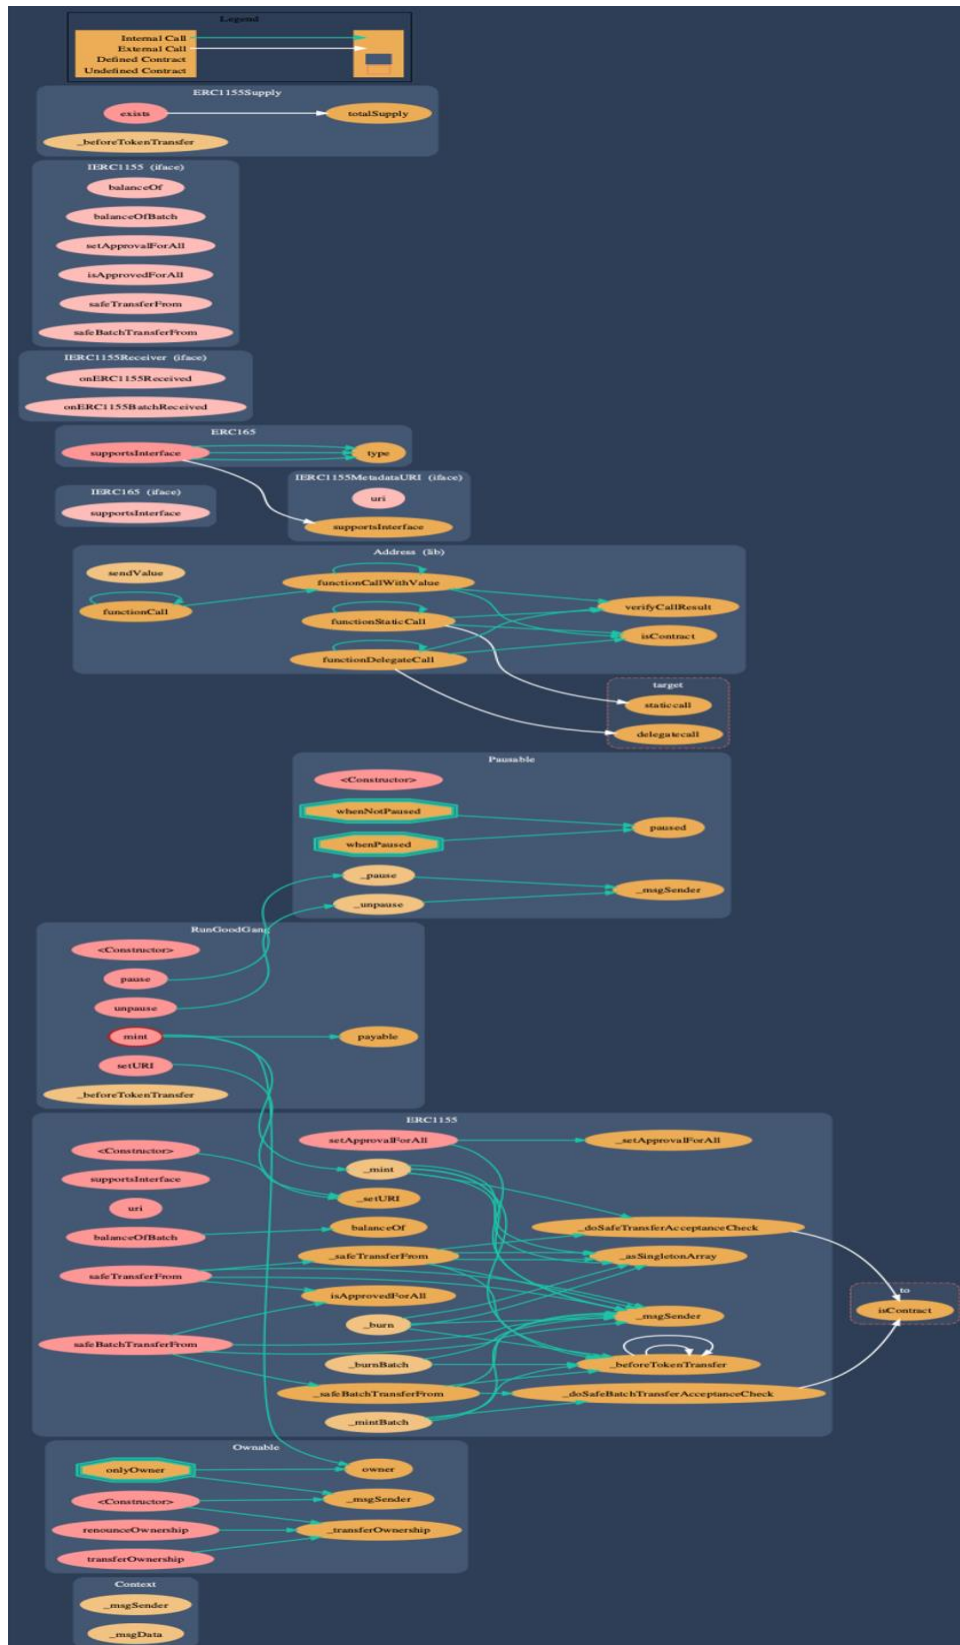 Legend
Internal Call
External Call
Defined Contract
Undefined Contract
ERC1155Supply
exists
totalSupply
_beforeTokenTransfer
IERC1155 (iface)
balanceOf
balanceOfBatch
setApprovalForAll
isApprovedForAll
safeTransferFrom
safeBatchTransferFrom
IERC1155Receiver (iface)
onERC1155Received
onERC1155BatchReceived
ERC165
supportsInterface
type
IERC1155MetadataURI (iface)
uri
supportsInterface
IERC165 (iface)
supportsInterface
Address (lib)
sendValue
functionCall
functionCallWithValue
functionStaticCall
functionDelegateCall
verifyCallResult
isContract
target
staticcall
delegatecall
Pausable
<Constructor>
whenNotPaused
whenPaused
paused
_pause
_unpause
_msgSender
RunGoodGang
<Constructor>
pause
unpause
mint
payable
setURI
_beforeTokenTransfer
ERC1155
<Constructor>
supportsInterface
uri
balanceOfBatch
safeTransferFrom
safeBatchTransferFrom
setApprovalForAll
_mint
_setURI
balanceOf
_safeTransferFrom
isApprovedForAll
_burn
_burnBatch
_safeBatchTransferFrom
_mintBatch
_setApprovalForAll
_doSafeTransferAcceptanceCheck
_asSingletonArray
_msgSender
_beforeTokenTransfer
_doSafeBatchTransferAcceptanceCheck
to
isContract
Ownable
onlyOwner
<Constructor>
renounceOwnership
transferOwnership
owner
_msgSender
_transferOwnership
Context
_msgSender
_msgData